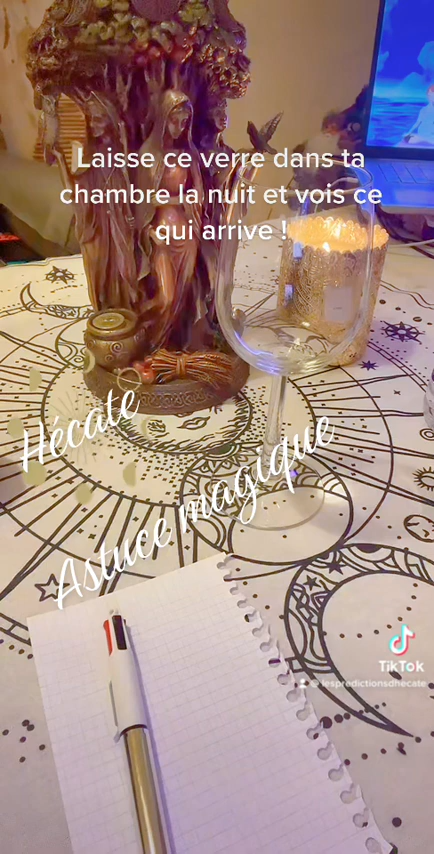 Laisse ce verre dans ta
chambre la nuit et vois ce
qui arrive !
Hécate
Astuce magique
TikTok
@lespredictionsdhecate